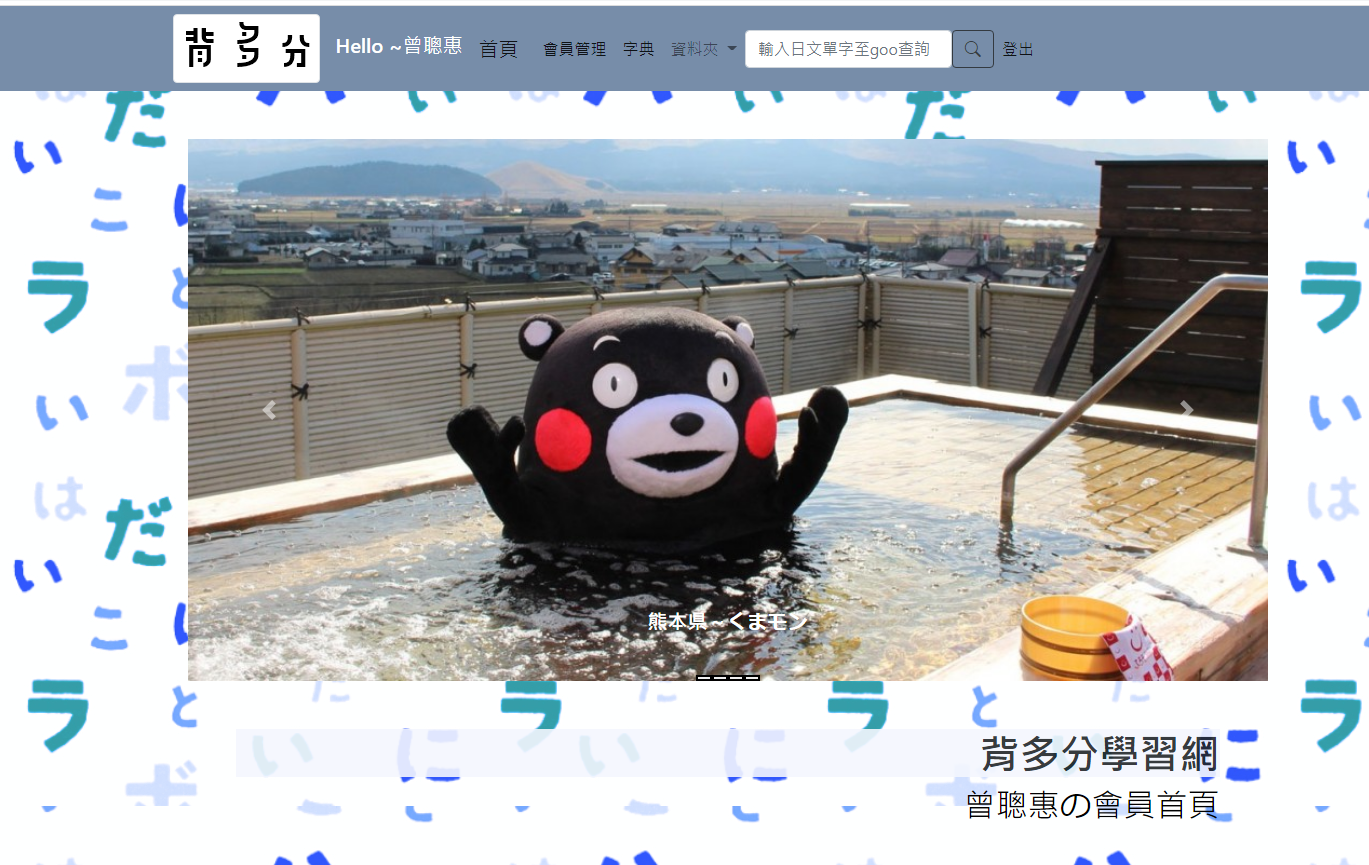 背多分
Hello ~曾聰惠 首頁 會員管理 字典 資料夾 輸入日文單字至goo查詢 登出
熊本県～くまモン
背多分學習網
曾聰惠の會員首頁